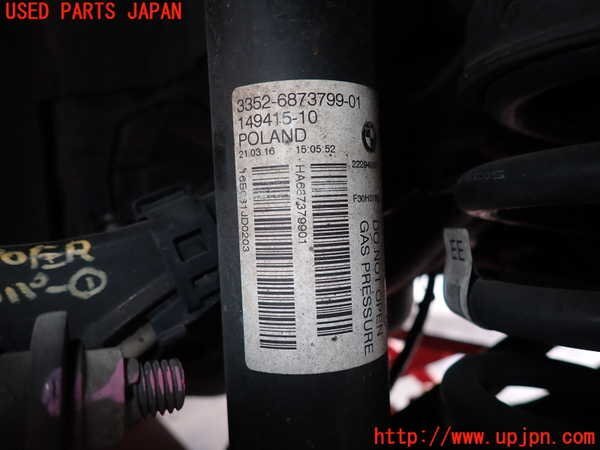 USED PARTS JAPAN
3352-6873799-01
149415-10
POLAND
21.03.16 15:05:52
HA687379901
DO NOT OPEN
GAS PRESSURE
EE
http://www.upjpn.com/